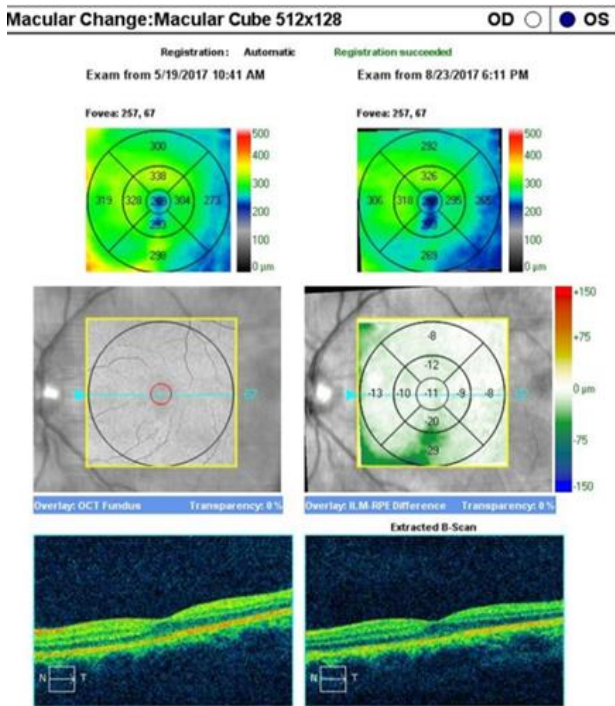 Macular Change:Macular Cube 512x128 OD OS
Registration: Automatic Registration succeeded
Exam from 5/19/2017 10:41 AM Exam from 8/23/2017 6:11 PM
Fovea: 257, 67 Fovea: 257, 67
500
400
300
200
100
0 µm
300
338
319 328 304 273
298
500
400
300
200
100
0 µm
292
326
306 318 295 265
269
67
-8
-12
-13 -10 -11 -9 -8
-20
-29
+150
+75
0 µm
-75
-150
Overlay: OCT Fundus Transparency: 0 % Overlay: ILM-RPE Difference Transparency: 0 %
Extracted B-Scan
N T N T